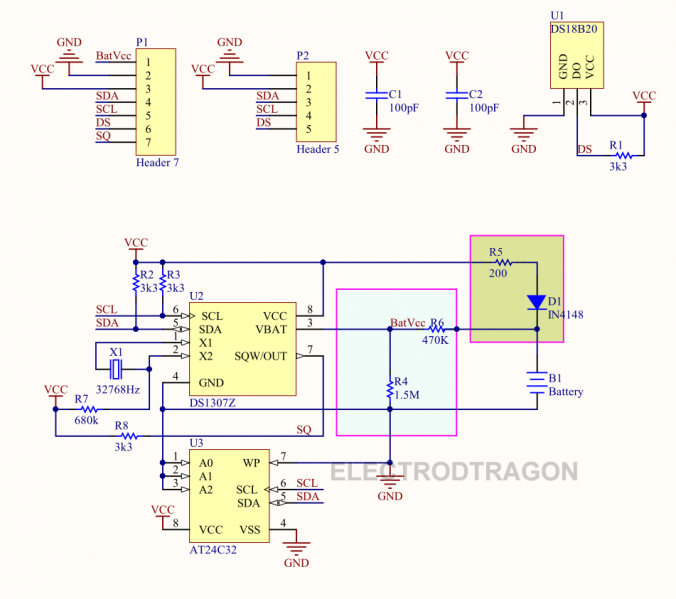 P1
GND
VCC
BatVcc
SDA
SCL
DS
SQ
1
2
3
4
5
6
7
Header 7
P2
GND
VCC
SDA
SCL
DS
1
2
3
4
5
Header 5
VCC
C1
100pF
GND
VCC
C2
100pF
GND
U1
DS18B20
GND
DO
VCC
1
2
3
GND
DS
VCC
R1
3k3
VCC
R2
3k3
R3
3k3
SCL
SDA
X1
32768Hz
VCC
R7
680k
R8
3k3
U2
6 SCL
5 SDA
1 X1
2 X2
4 GND
VCC 8
VBAT 3
SQW/OUT 7
DS1307Z
SQ
BatVcc R6
470K
R4
1.5M
R5
200
D1
IN4148
B1
Battery
U3
1 A0
2 A1
3 A2
VCC
8 VCC
WP 7
SCL 6 SCL
SDA 5 SDA
VSS 4
AT24C32
GND
GND
ELECTRODTRAGON